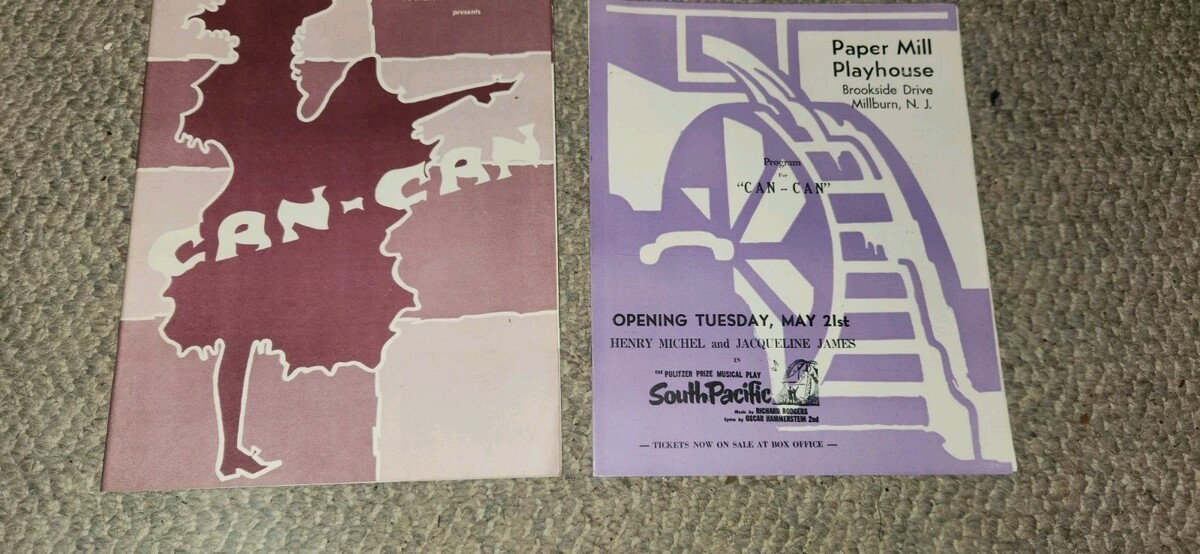 presents
CAN-CAN
Paper Mill
Playhouse
Brookside Drive
Millburn, N. J.
Program
For
"CAN - CAN"
OPENING TUESDAY, MAY 21st
HENRY MICHEL and JACQUELINE JAMES
IN
THE PULITZER PRIZE MUSICAL PLAY
South Pacific
Music by RICHARD RODGERS
Lyrics by OSCAR HAMMERSTEIN 2nd
— TICKETS NOW ON SALE AT BOX OFFICE —